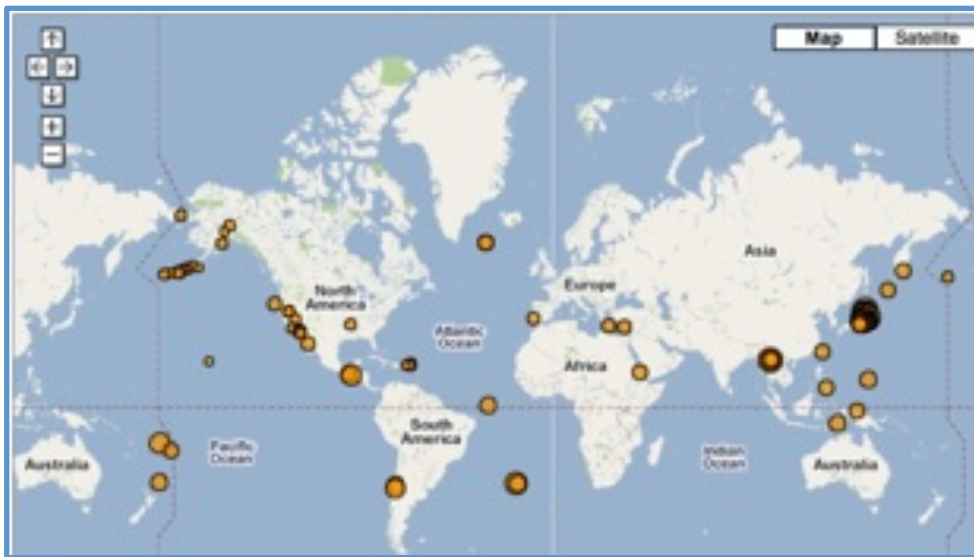 Map Satellite
Asia
Europe
North
America
Atlantic
Ocean
Africa
South
America
Pacific
Ocean
Indian
Ocean
Australia
Australia